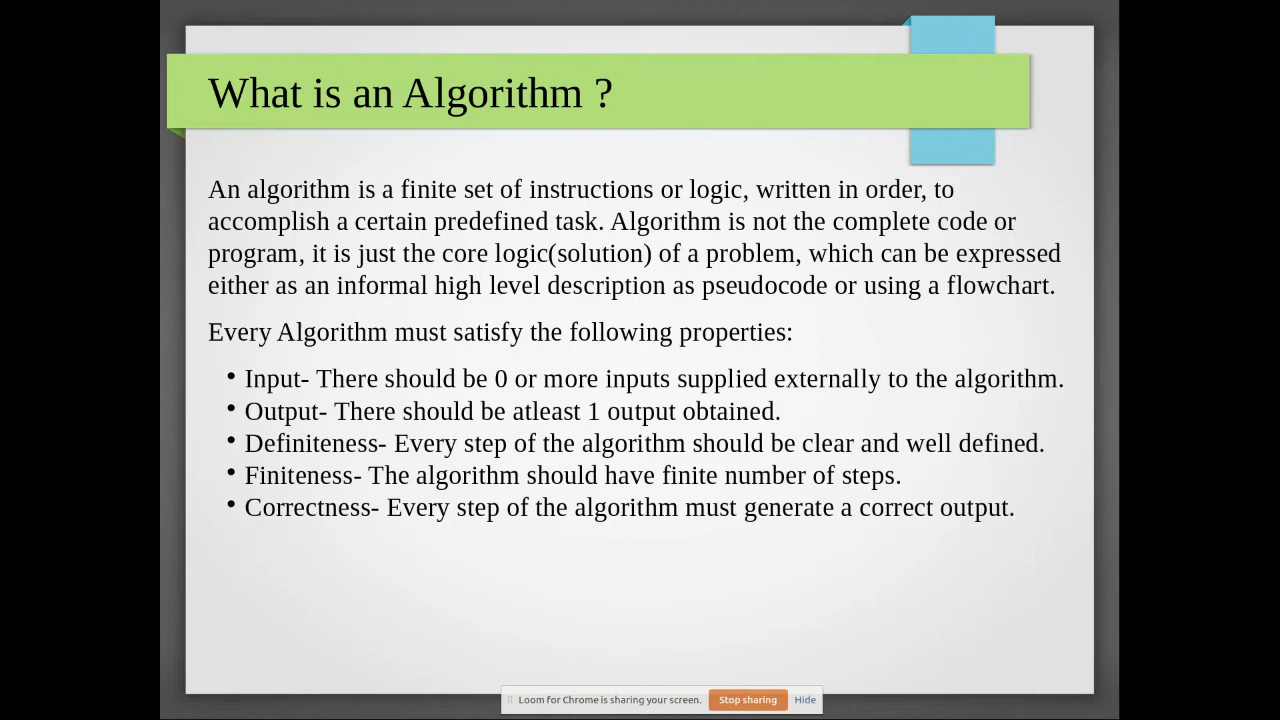 What is an Algorithm ?
An algorithm is a finite set of instructions or logic, written in order, to
accomplish a certain predefined task. Algorithm is not the complete code or
program, it is just the core logic(solution) of a problem, which can be expressed
either as an informal high level description as pseudocode or using a flowchart.
Every Algorithm must satisfy the following properties:
• Input- There should be 0 or more inputs supplied externally to the algorithm.
• Output- There should be atleast 1 output obtained.
• Definiteness- Every step of the algorithm should be clear and well defined.
• Finiteness- The algorithm should have finite number of steps.
• Correctness- Every step of the algorithm must generate a correct output.
Loom for Chrome is sharing your screen. Stop sharing Hide